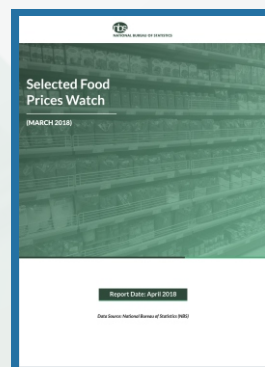 NATIONAL BUREAU OF STATISTICS
Selected Food
Prices Watch
(MARCH 2018)
Report Date: April 2018
Data Source: National Bureau of Statistics (NBS)